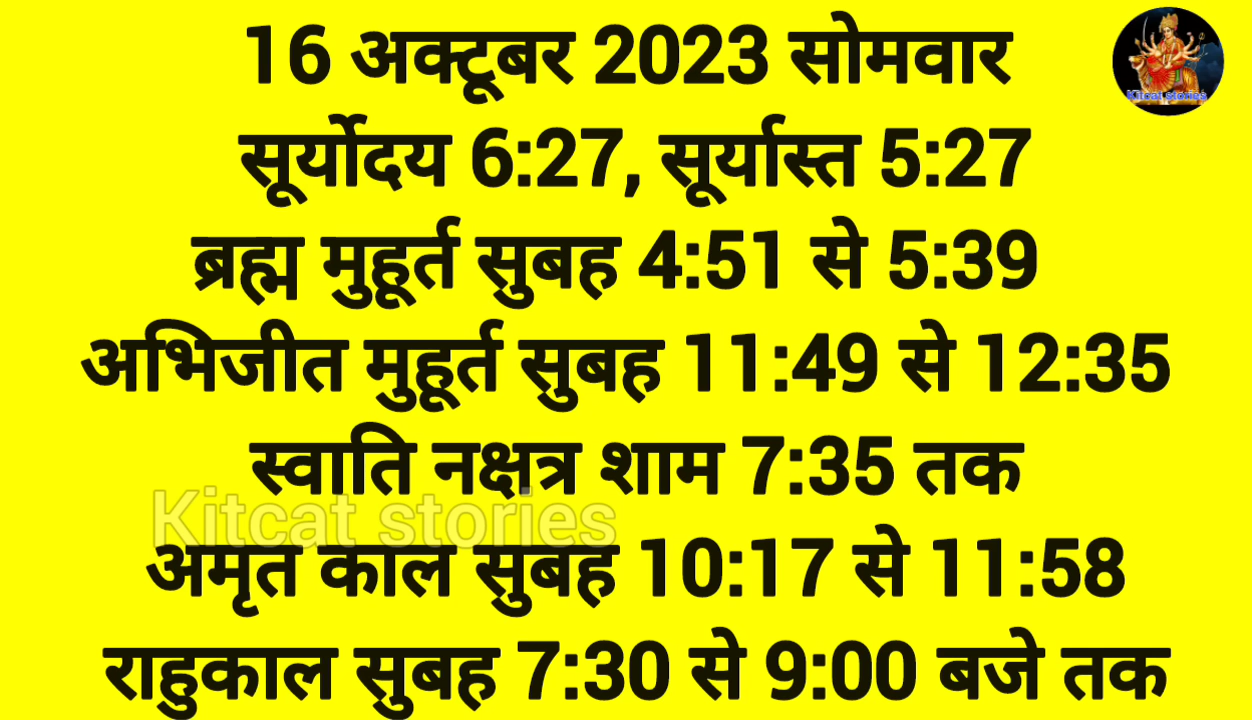 16 अक्टूबर 2023 सोमवार
Kitcat stories
सूर्योदय 6:27, सूर्यास्त 5:27
ब्रह्म मुहूर्त सुबह 4:51 से 5:39
अभिजीत मुहूर्त सुबह 11:49 से 12:35
स्वाति नक्षत्र शाम 7:35 तक
Kitcat stories
अमृत काल सुबह 10:17 से 11:58
राहुकाल सुबह 7:30 से 9:00 बजे तक